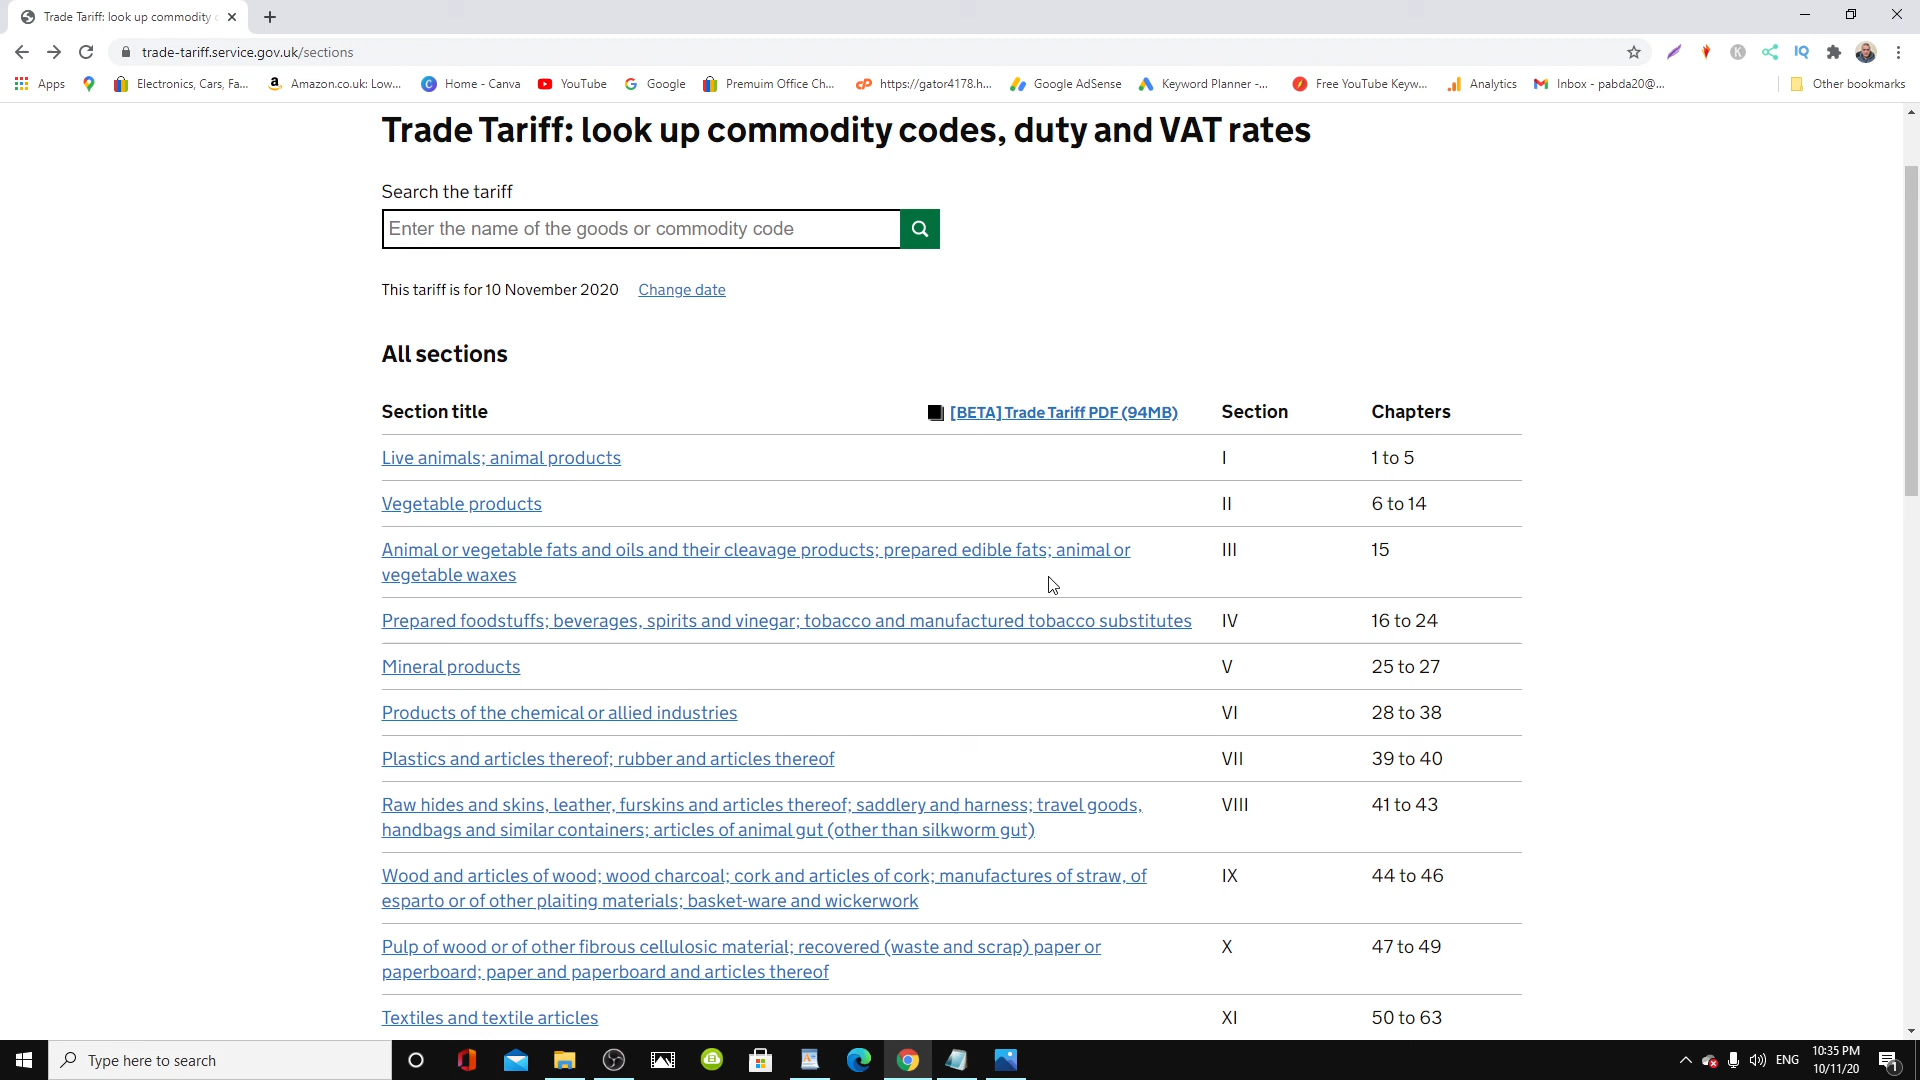 Trade Tariff: look up commodity c
trade-tariff.service.gov.uk/sections
Apps
Electronics, Cars, Fa...
Amazon.co.uk: Low...
Home - Canva
YouTube
Google
Premuim Office Ch...
https://gator4178.h...
Google AdSense
Keyword Planner -...
Free YouTube Keyw...
Analytics
Inbox - pabda20@...
Other bookmarks
Trade Tariff: look up commodity codes, duty and VAT rates
Search the tariff
Enter the name of the goods or commodity code
This tariff is for 10 November 2020 Change date
All sections
Section title [BETA] Trade Tariff PDF (94MB) Section Chapters
Live animals; animal products I 1 to 5
Vegetable products II 6 to 14
Animal or vegetable fats and oils and their cleavage products; prepared edible fats; animal or III 15
vegetable waxes
Prepared foodstuffs; beverages, spirits and vinegar; tobacco and manufactured tobacco substitutes IV 16 to 24
Mineral products V 25 to 27
Products of the chemical or allied industries VI 28 to 38
Plastics and articles thereof; rubber and articles thereof VII 39 to 40
Raw hides and skins, leather, furskins and articles thereof; saddlery and harness; travel goods, VIII 41 to 43
handbags and similar containers; articles of animal gut (other than silkworm gut)
Wood and articles of wood; wood charcoal; cork and articles of cork; manufactures of straw, of IX 44 to 46
esparto or of other plaiting materials; basket-ware and wickerwork
Pulp of wood or of other fibrous cellulosic material; recovered (waste and scrap) paper or X 47 to 49
paperboard; paper and paperboard and articles thereof
Textiles and textile articles XI 50 to 63
Type here to search
ENG
10:35 PM
10/11/20
1